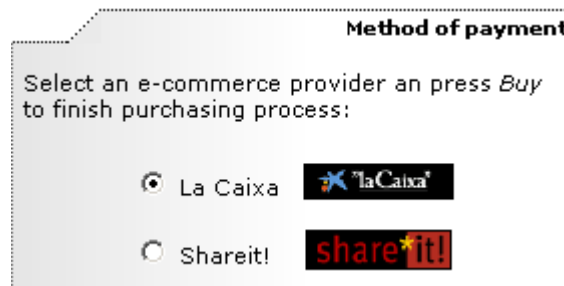 Method of payment
Select an e-commerce provider an press Buy
to finish purchasing process:
La Caixa "laCaixa"
Shareit! share*it!